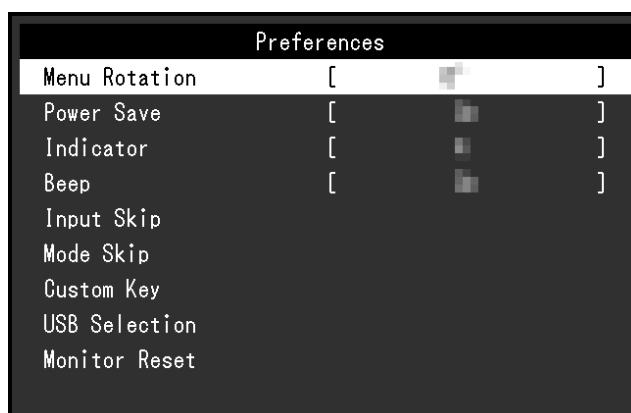 Preferences
Menu Rotation [ ]
Power Save [ ]
Indicator [ ]
Beep [ ]
Input Skip
Mode Skip
Custom Key
USB Selection
Monitor Reset